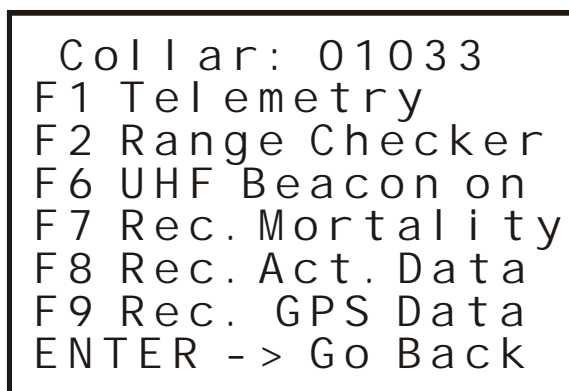 Collar: 01033
F1 Telemetry
F2 Range Checker
F6 UHF Beacon on
F7 Rec. Mortality
F8 Rec. Act. Data
F9 Rec. GPS Data
ENTER -> Go Back